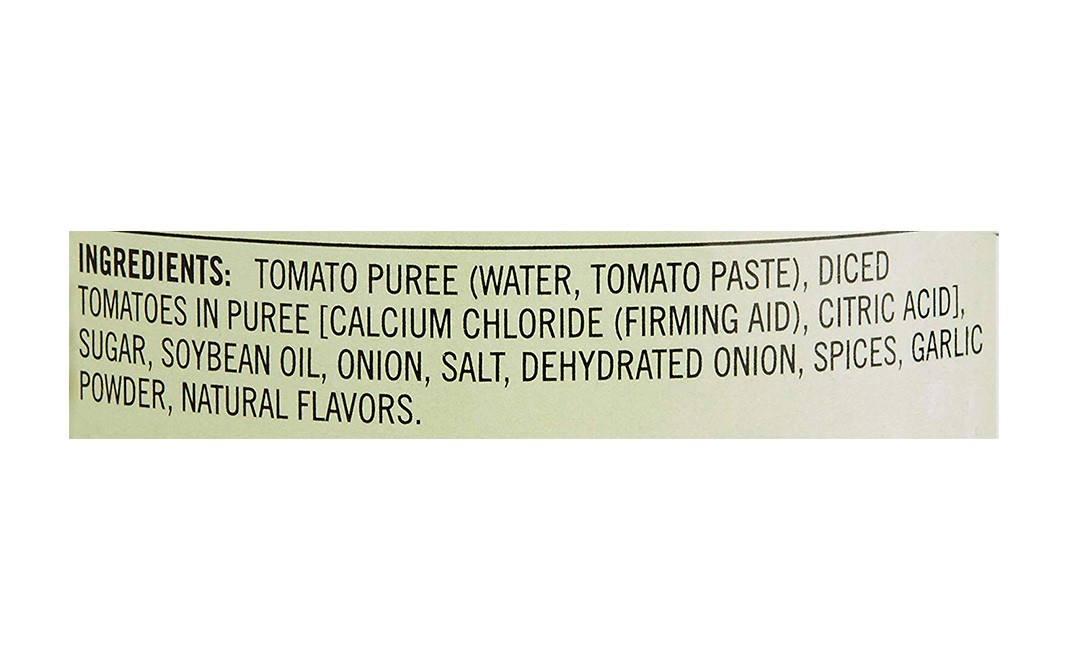 INGREDIENTS: TOMATO PUREE (WATER, TOMATO PASTE), DICED
TOMATOES IN PUREE [CALCIUM CHLORIDE (FIRMING AID), CITRIC ACID],
SUGAR, SOYBEAN OIL, ONION, SALT, DEHYDRATED ONION, SPICES, GARLIC
POWDER, NATURAL FLAVORS.